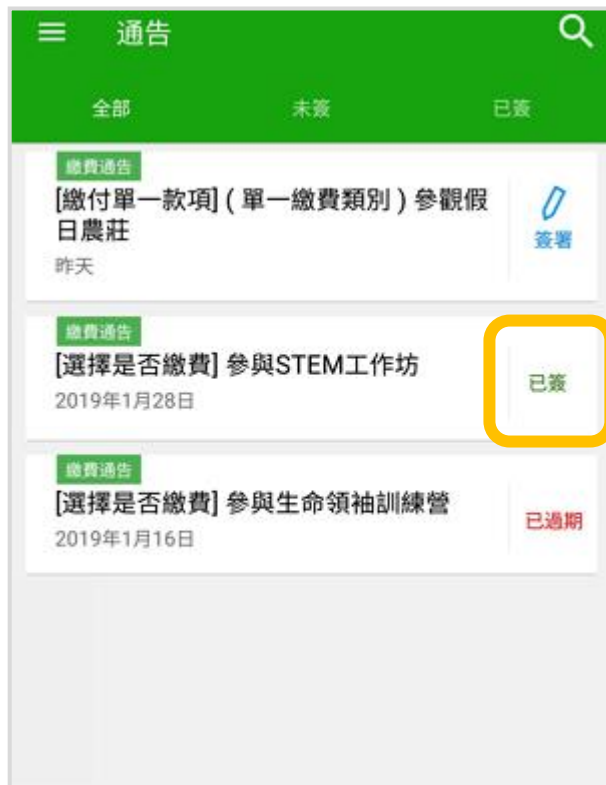 通告
全部 未簽 已簽
繳費通告
[繳付單一款項] ( 單一繳費類別 ) 參觀假
日農莊
昨天
簽署
繳費通告
[選擇是否繳費] 參與STEM工作坊
2019年1月28日
已簽
繳費通告
[選擇是否繳費] 參與生命領袖訓練營
2019年1月16日
已過期